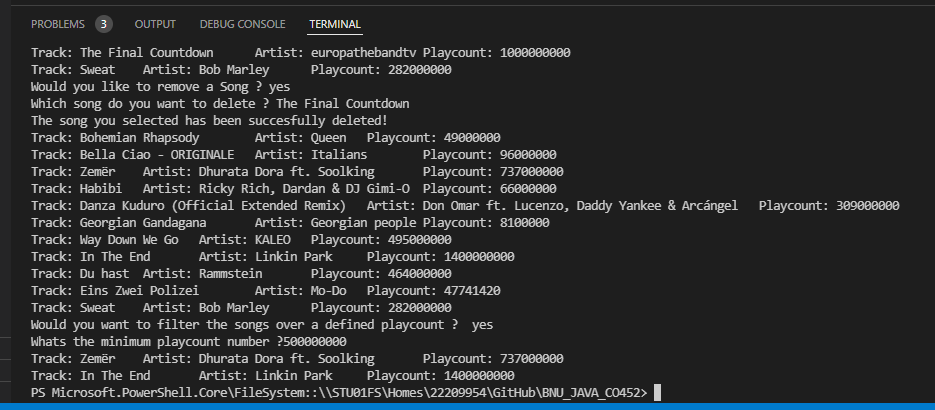 PROBLEMS 3 OUTPUT DEBUG CONSOLE TERMINAL
Track: The Final Countdown Artist: europathebandtv Playcount: 1000000000
Track: Sweat Artist: Bob Marley Playcount: 282000000
Would you like to remove a Song ? yes
Which song do you want to delete ? The Final Countdown
The song you selected has been succesfully deleted!
Track: Bohemian Rhapsody Artist: Queen Playcount: 49000000
Track: Bella Ciao - ORIGINALE Artist: Italians Playcount: 96000000
Track: Zemër Artist: Dhurata Dora ft. Soolking Playcount: 737000000
Track: Habibi Artist: Ricky Rich, Dardan & DJ Gimi-O Playcount: 66000000
Track: Danza Kuduro (Official Extended Remix) Artist: Don Omar ft. Lucenzo, Daddy Yankee & Arcángel Playcount: 309000000
Track: Georgian Gandagana Artist: Georgian people Playcount: 8100000
Track: Way Down We Go Artist: KALEO Playcount: 495000000
Track: In The End Artist: Linkin Park Playcount: 1400000000
Track: Du hast Artist: Rammstein Playcount: 464000000
Track: Eins Zwei Polizei Artist: Mo-Do Playcount: 47741420
Track: Sweat Artist: Bob Marley Playcount: 282000000
Would you want to filter the songs over a defined playcount ? yes
Whats the minimum playcount number ?500000000
Track: Zemër Artist: Dhurata Dora ft. Soolking Playcount: 737000000
Track: In The End Artist: Linkin Park Playcount: 1400000000
PS Microsoft.PowerShell.Core\FileSystem::\\STU01FS\Homes\22209954\GitHub\BNU_JAVA_CO452>